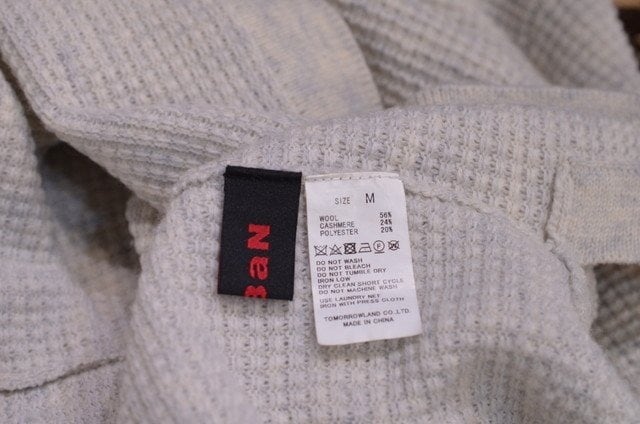 BaN
SIZE M
WOOL 56%
CASHMERE 24%
POLYESTER 20%
DO NOT WASH
DO NOT BLEACH
DO NOT TUMBLE DRY
IRON LOW
DRY CLEAN SHORT CYCLE
DO NOT MACHINE WASH
USE LAUNDRY NET
IRON WITH PRESS CLOTH
TOMORROWLAND CO.,LTD.
MADE IN CHINA